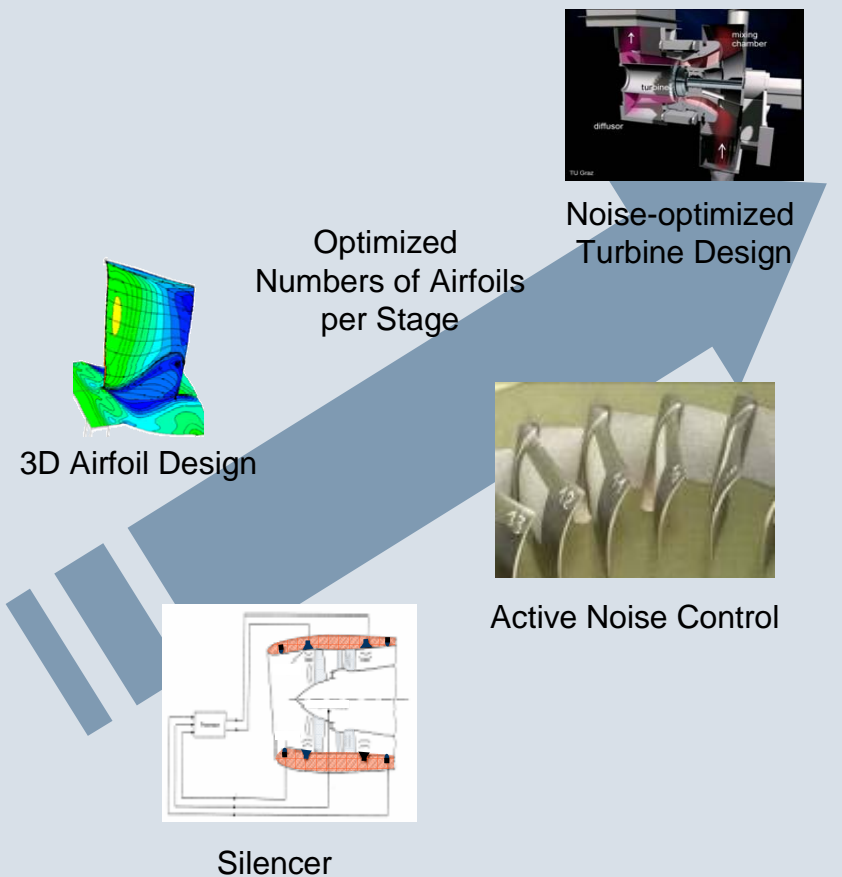 mixing
chamber
turbine
diffusor
TU Graz
Noise-optimized
Turbine Design
Optimized
Numbers of Airfoils
per Stage
3D Airfoil Design
13
12
11
Active Noise Control
Silencer